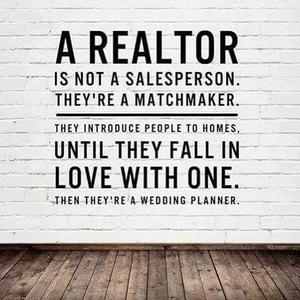 A REALTOR
IS NOT A SALESPERSON.
THEY'RE A MATCHMAKER.
THEY INTRODUCE PEOPLE TO HOMES,
UNTIL THEY FALL IN
LOVE WITH ONE.
THEN THEY'RE A WEDDING PLANNER.